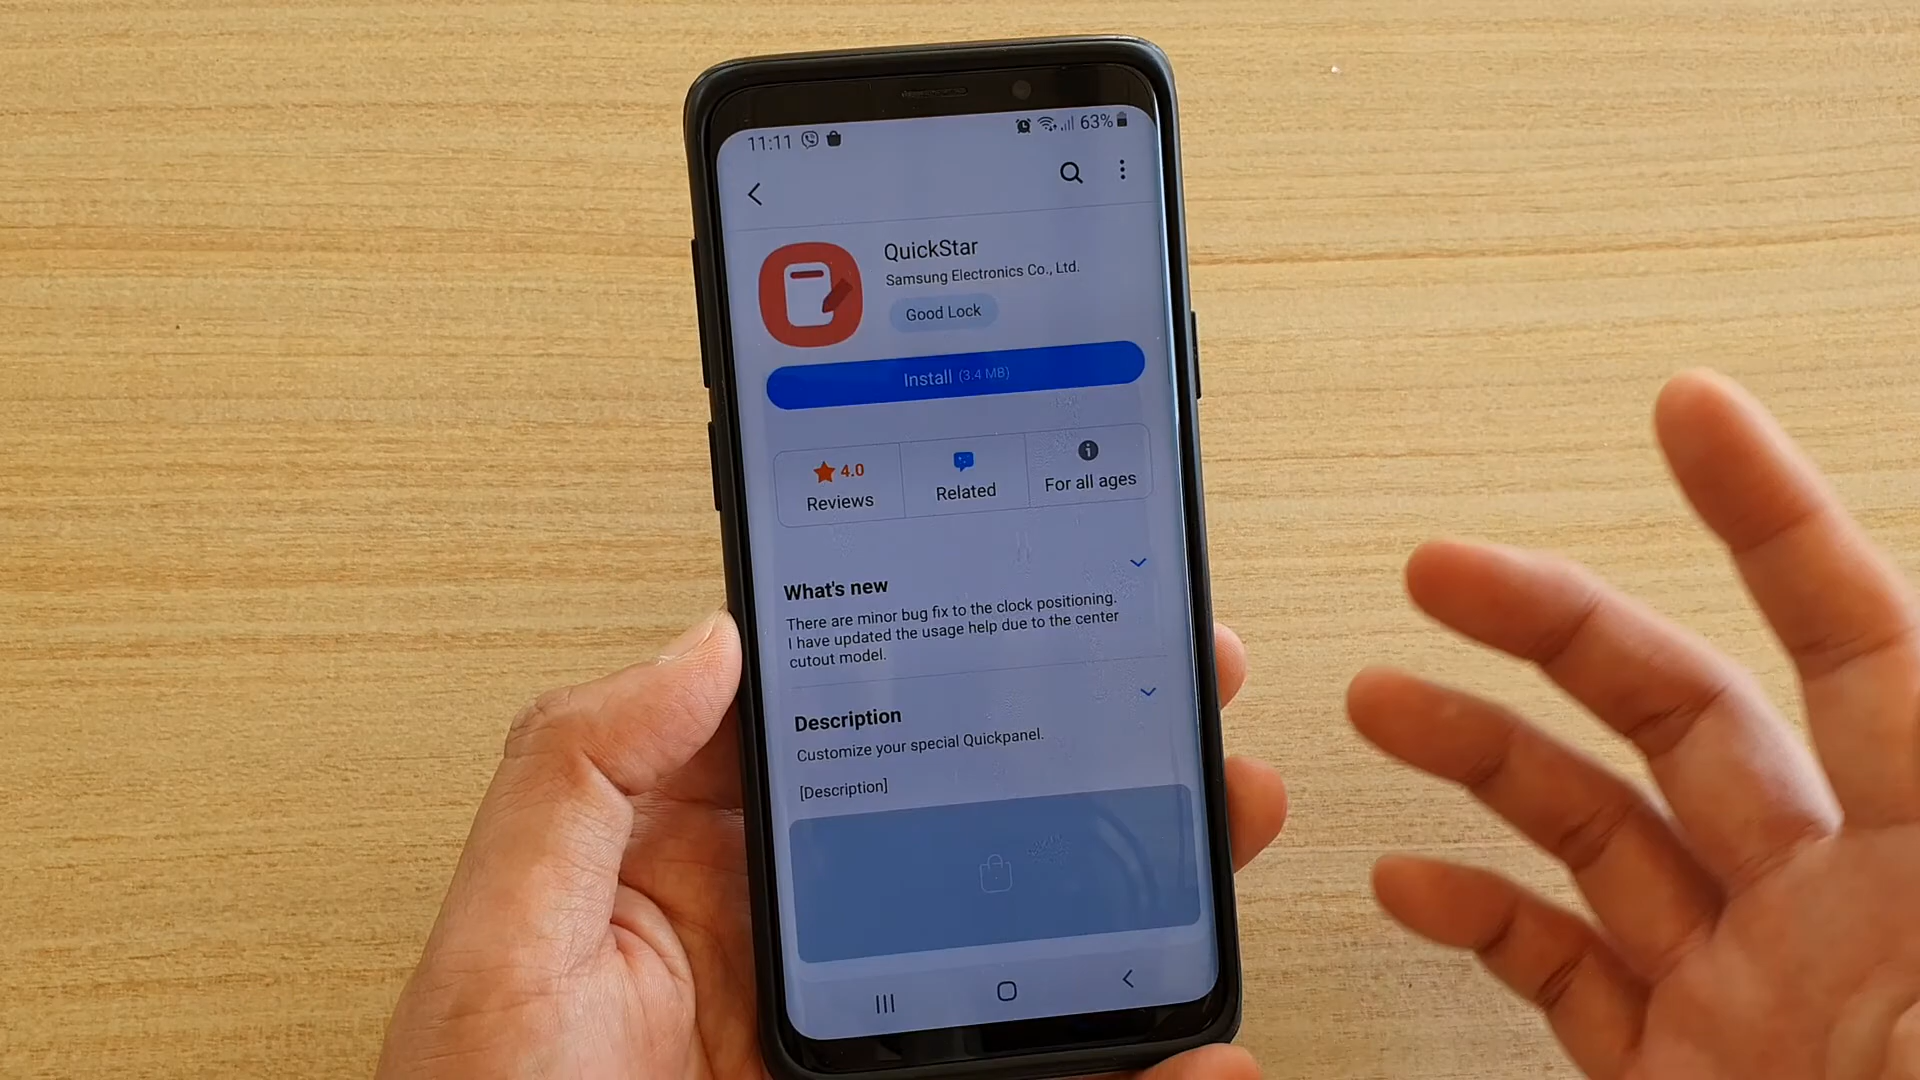 11:11 63%
QuickStar
Samsung Electronics Co., Ltd.
Good Lock
Install (3.4 MB)
4.0
Reviews
Related
For all ages
What's new
There are minor bug fix to the clock positioning.
I have updated the usage help due to the center
cutout model.
Description
Customize your special Quickpanel.
[Description]